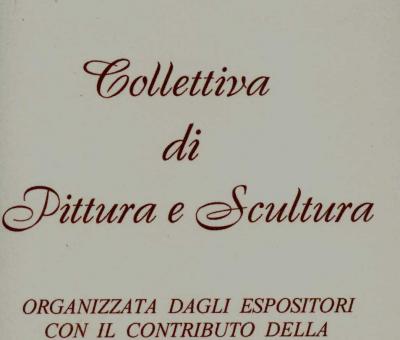 Collettiva
di
Pittura e Scultura
ORGANIZZATA DAGLI ESPOSITORI
CON IL CONTRIBUTO DELLA